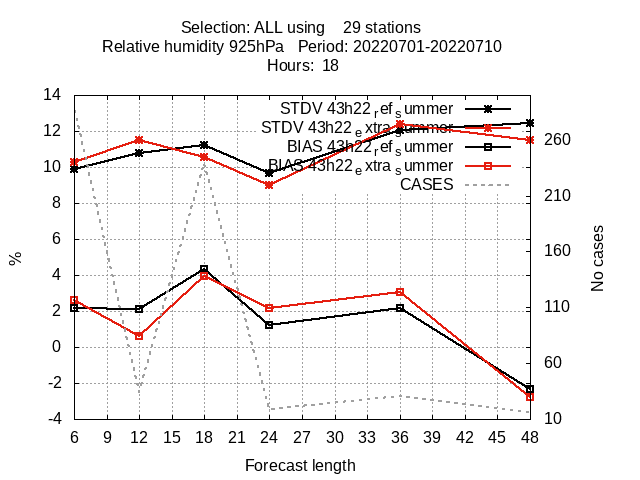 Selection: ALL using 29 stations
Relative humidity 925hPa Period: 20220701-20220710
Hours: 18
14
12
10
8
6
4
2
0
-2
-4
%
STDV 43h22_ref_summer
STDV 43h22_extra_summer
BIAS 43h22_ref_summer
BIAS 43h22_extra_summer
CASES
260
210
160
110
60
10
No cases
6 9 12 15 18 21 24 27 30 33 36 39 42 45 48
Forecast length